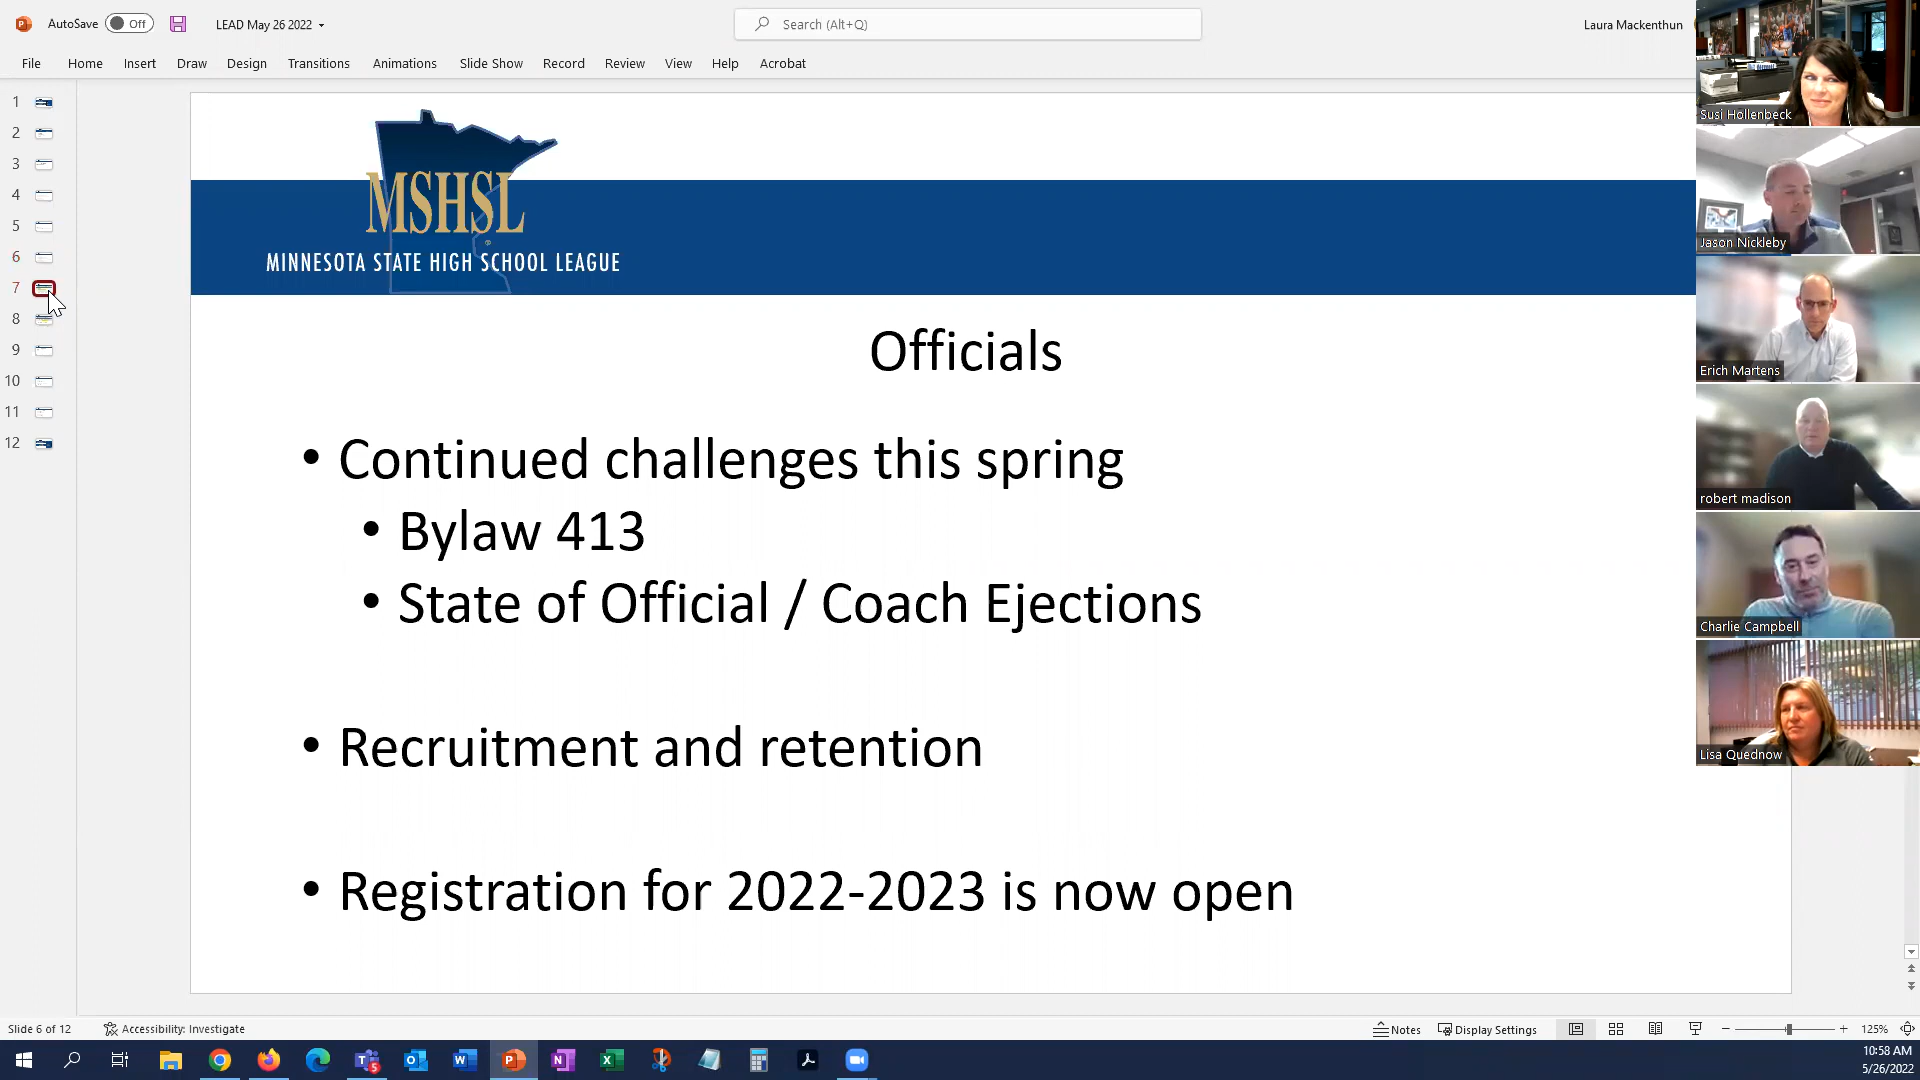 AutoSave Off LEAD May 26 2022 Search (Alt+Q) Laura Mackenthun
File Home Insert Draw Design Transitions Animations Slide Show Record Review View Help Acrobat
1
2
3
4
5
6
7
8
9
10
11
12
MSHSL
®
MINNESOTA STATE HIGH SCHOOL LEAGUE
Officials
• Continued challenges this spring
• Bylaw 413
• State of Official / Coach Ejections
• Recruitment and retention
• Registration for 2022-2023 is now open
Susi Hollenbeck
Jason Nickleby
Erich Martens
robert madison
Charlie Campbell
Lisa Quednow
Slide 6 of 12 Accessibility: Investigate Notes Display Settings 125%
10:58 AM
5/26/2022